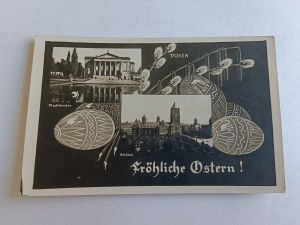 POSEN
Stadttheater
Schloss
Fröhliche Ostern!